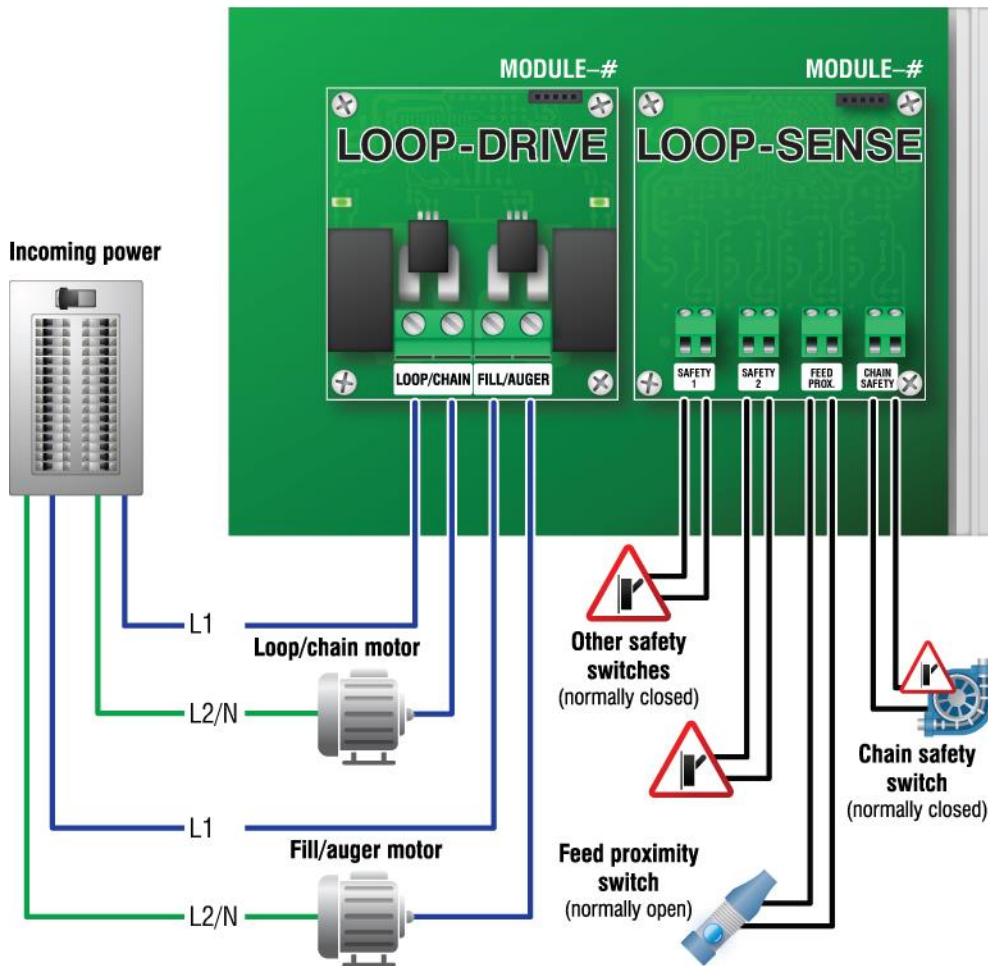 MODULE–#
MODULE–#
LOOP-DRIVE
LOOP-SENSE
Incoming power
LOOP/CHAIN
FILL/AUGER
SAFETY
1
SAFETY
2
FEED
PROX.
CHAIN
SAFETY
L1
Loop/chain motor
L2/N
L1
Fill/auger motor
L2/N
Other safety
switches
(normally closed)
Chain safety
switch
(normally closed)
Feed proximity
switch
(normally open)